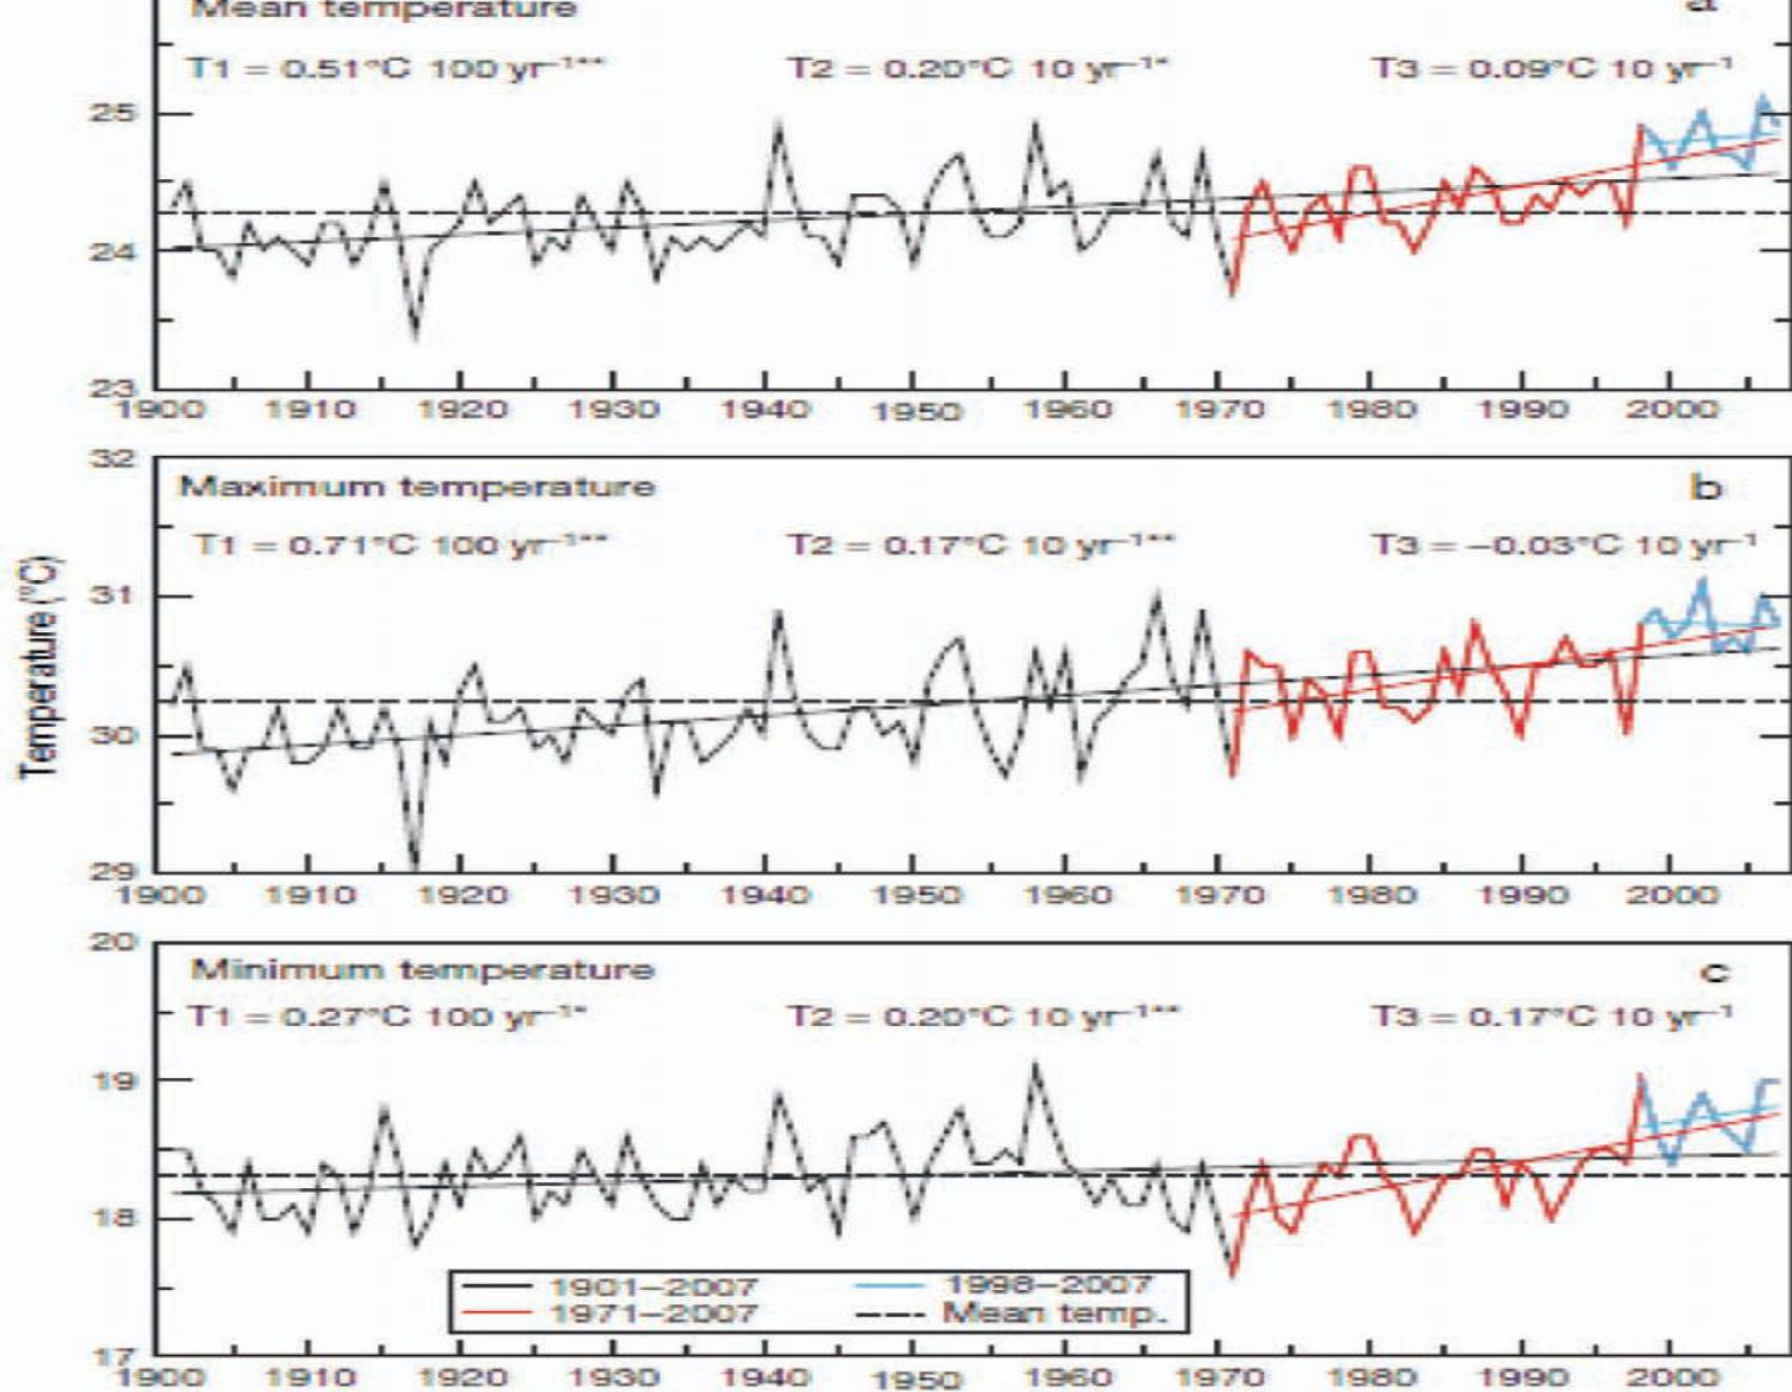 Mean temperature a
T1 = 0.51°C 100 yr⁻¹** T2 = 0.20°C 10 yr⁻¹* T3 = 0.09°C 10 yr⁻¹
25
24
23
1900 1910 1920 1930 1940 1950 1960 1970 1980 1990 2000
32
Maximum temperature b
T1 = 0.71°C 100 yr⁻¹** T2 = 0.17°C 10 yr⁻¹** T3 = −0.03°C 10 yr⁻¹
31
30
29
Temperature (°C)
1900 1910 1920 1930 1940 1950 1960 1970 1980 1990 2000
20
Minimum temperature c
T1 = 0.27°C 100 yr⁻¹* T2 = 0.20°C 10 yr⁻¹** T3 = 0.17°C 10 yr⁻¹
19
18
1901–2007 1998–2007
1971–2007 Mean temp.
17
1900 1910 1920 1930 1940 1950 1960 1970 1980 1990 2000